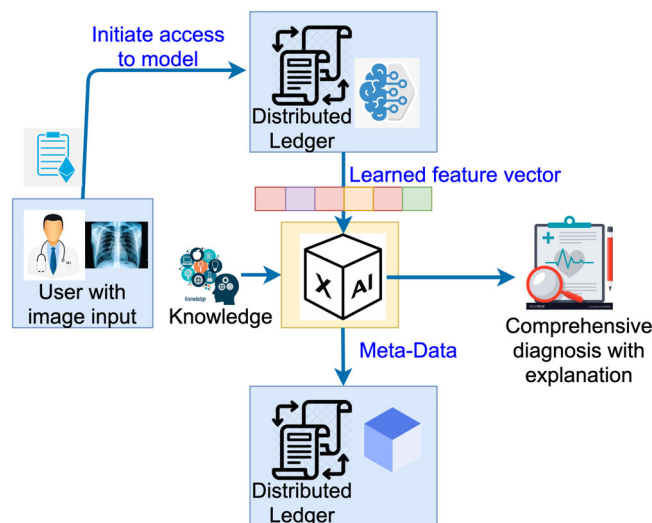 Initiate access
to model
Distributed
Ledger
Learned feature vector
User with
image input
Knowledge
Knowledge
X AI
Comprehensive
diagnosis with
explanation
Meta-Data
Distributed
Ledger